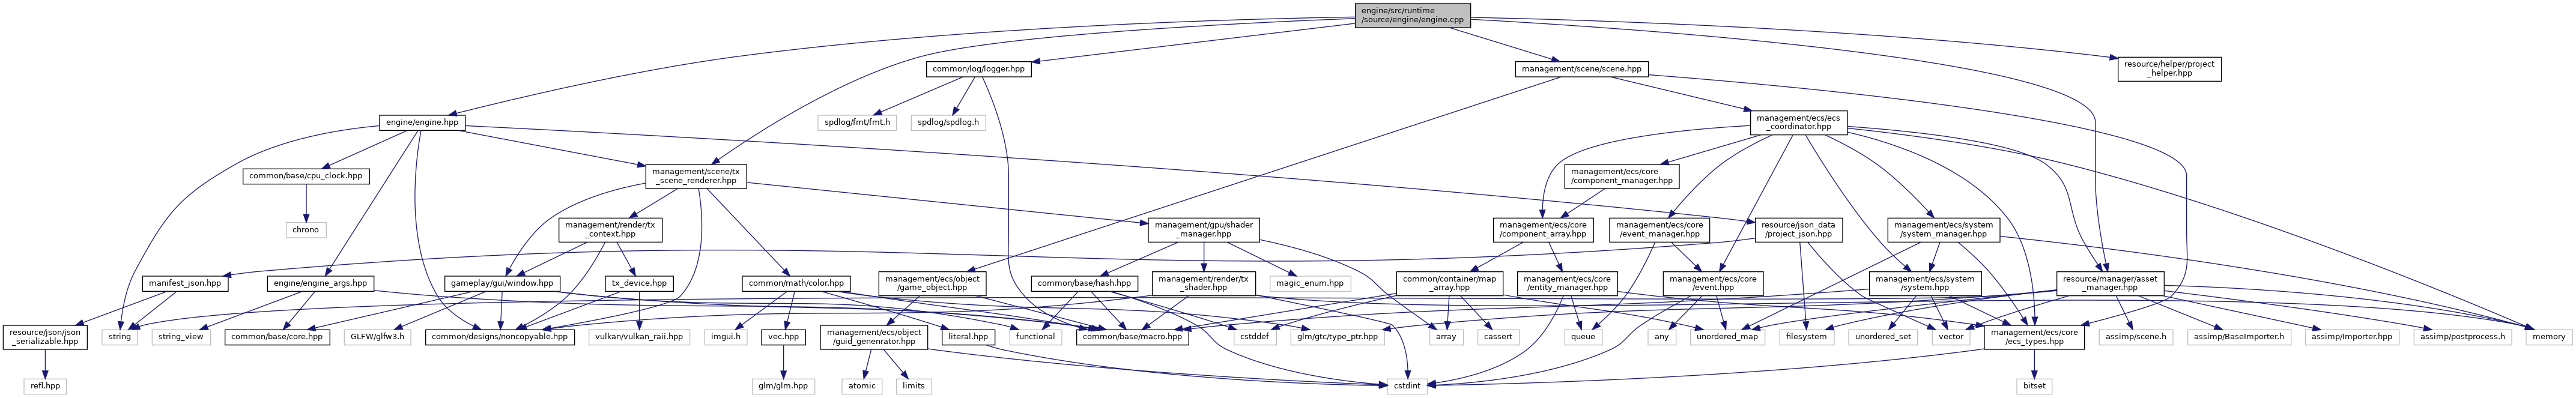 engine/src/runtime
/source/engine/engine.cpp
common/log/logger.hpp
management/scene/scene.hpp
resource/helper/project
_helper.hpp
spdlog/fmt/fmt.h
spdlog/spdlog.h
engine/engine.hpp
management/ecs/ecs
_coordinator.hpp
common/base/cpu_clock.hpp
management/scene/tx
_scene_renderer.hpp
management/ecs/core
/component_manager.hpp
chrono
management/render/tx
_context.hpp
management/gpu/shader
_manager.hpp
management/ecs/core
/component_array.hpp
management/ecs/core
/event_manager.hpp
resource/json_data
/project_json.hpp
management/ecs/system
/system_manager.hpp
manifest_json.hpp
engine/engine_args.hpp
gameplay/gui/window.hpp
tx_device.hpp
common/math/color.hpp
management/ecs/object
/game_object.hpp
common/base/hash.hpp
management/render/tx
_shader.hpp
magic_enum.hpp
common/container/map
_array.hpp
management/ecs/core
/entity_manager.hpp
management/ecs/core
/event.hpp
management/ecs/system
/system.hpp
resource/manager/asset
_manager.hpp
resource/json/json
_serializable.hpp
string
string_view
common/base/core.hpp
GLFW/glfw3.h
common/designs/noncopyable.hpp
vulkan/vulkan_raii.hpp
imgui.h
vec.hpp
management/ecs/object
/guid_genenrator.hpp
literal.hpp
functional
common/base/macro.hpp
cstddef
glm/gtc/type_ptr.hpp
array
cassert
queue
any
unordered_map
filesystem
unordered_set
vector
management/ecs/core
/ecs_types.hpp
assimp/scene.h
assimp/BaseImporter.h
assimp/Importer.hpp
assimp/postprocess.h
memory
refl.hpp
glm/glm.hpp
atomic
limits
cstdint
bitset